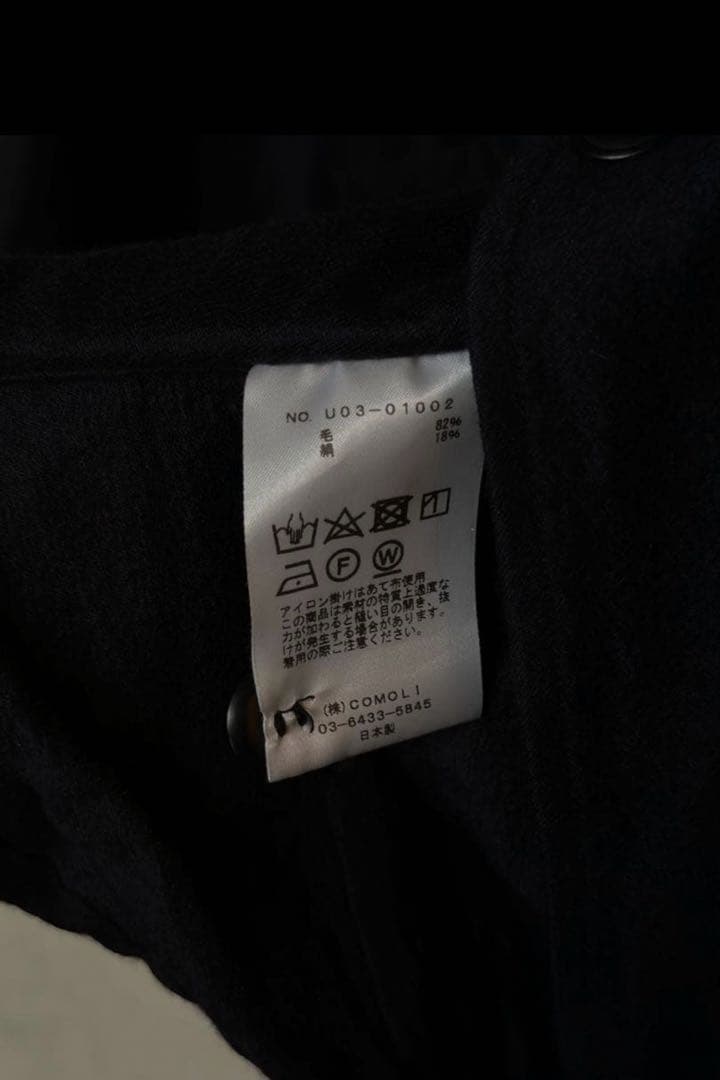 NO. U03-01002
毛 82%
絹 18%
F W
アイロン掛けはあて布使用
この商品は素材の特質上過度な
力が加わると縫い目の開き、抜
けが発生する場合があります。
着用の際ご注意ください。
(株)COMOLI
03-6433-5845
日本製